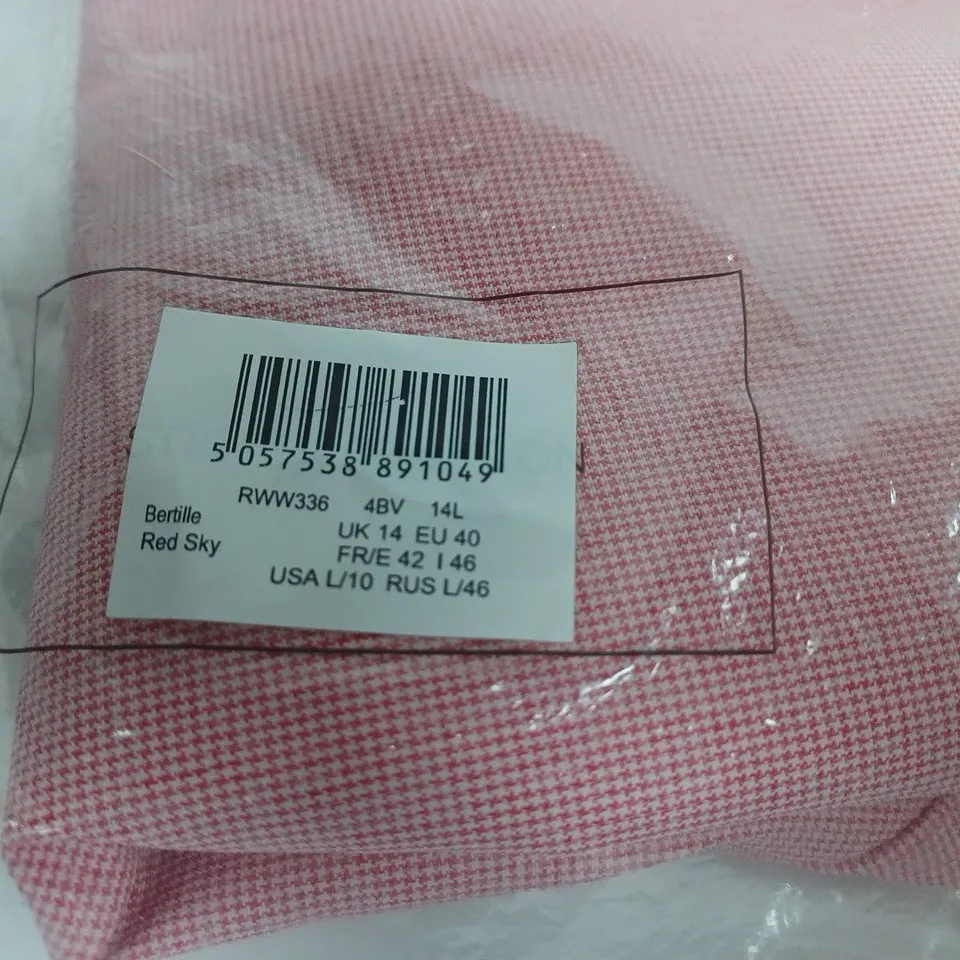 5 057538 891049
RWW336 4BV 14L
Bertille
Red Sky
UK 14 EU 40
FR/E 42 I 46
USA L/10 RUS L/46